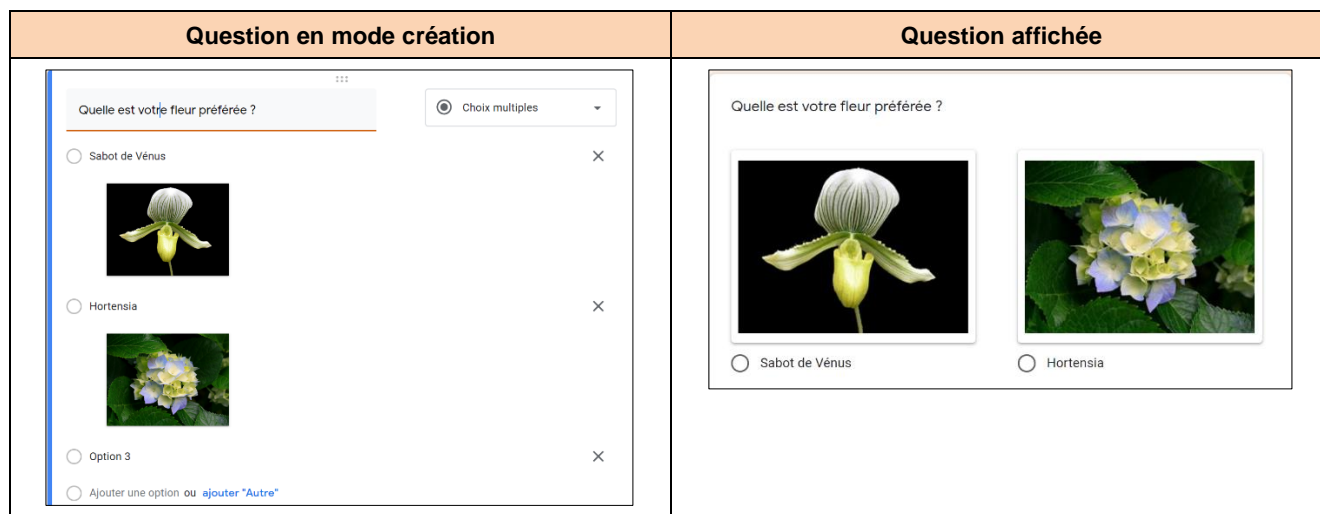 Question en mode création
Question affichée
Quelle est votre fleur préférée ?
Choix multiples
Sabot de Vénus
Hortensia
Option 3
Ajouter une option ou ajouter "Autre"
Quelle est votre fleur préférée ?
Sabot de Vénus
Hortensia